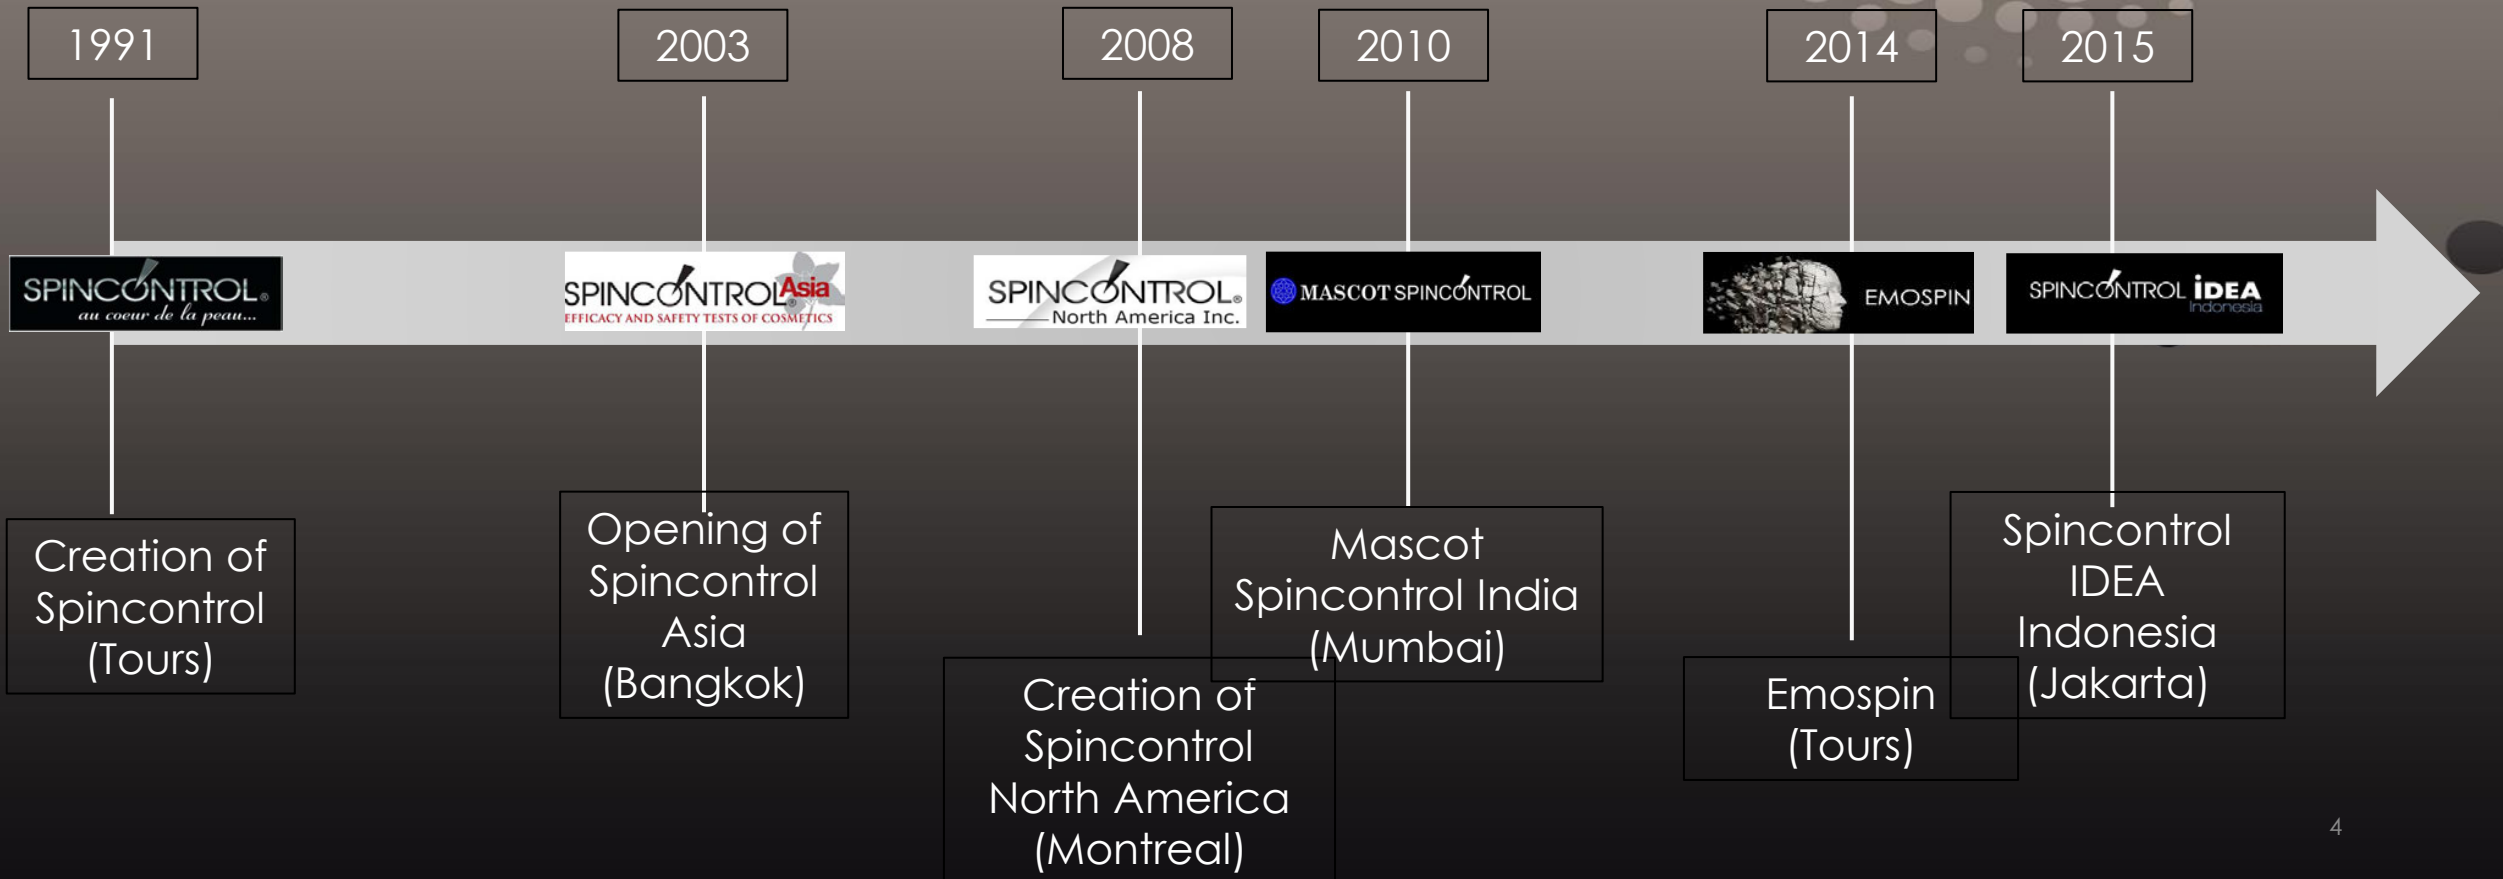 1991
2003
2008
2010
2014
2015
SPINCONTROL®
au coeur de la peau...
SPINCONTROL® Asia
EFFICACY AND SAFETY TESTS OF COSMETICS
SPINCONTROL®
North America Inc.
MASCOT SPINCONTROL
EMOSPIN
SPINCONTROL iDEA
Indonesia
Creation of
Spincontrol
(Tours)
Opening of
Spincontrol
Asia
(Bangkok)
Creation of
Spincontrol
North America
(Montreal)
Mascot
Spincontrol India
(Mumbai)
Emospin
(Tours)
Spincontrol
IDEA
Indonesia
(Jakarta)
4